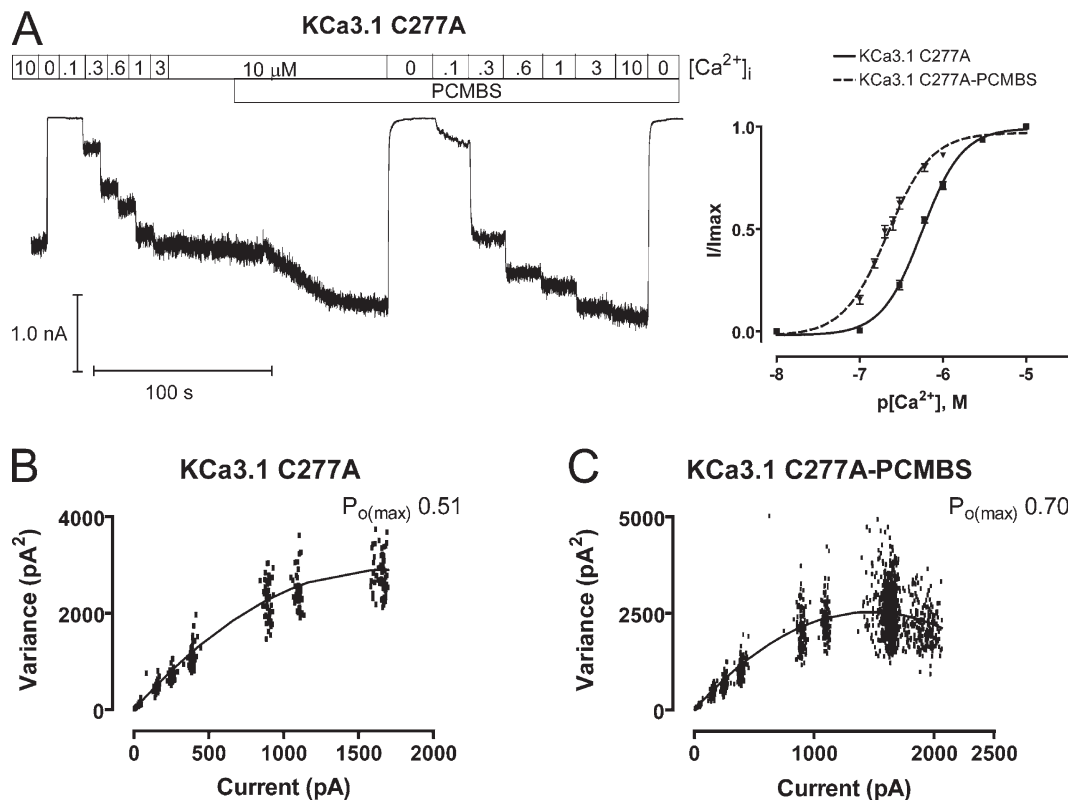 A
KCa3.1 C277A
10 0 .1 .3 .6 1 3 10 μM 0 .1 .3 .6 1 3 10 0 [Ca²⁺]i
PCMBS
1.0 nA
100 s
KCa3.1 C277A
KCa3.1 C277A-PCMBS
1.0
0.5
0.0
I/Imax
-8 -7 -6 -5
p[Ca²⁺], M
B
KCa3.1 C277A
Po(max) 0.51
4000
2000
0
Variance (pA²)
0 500 1000 1500 2000
Current (pA)
C
KCa3.1 C277A-PCMBS
Po(max) 0.70
5000
2500
0
Variance (pA²)
0 1000 2000 2500
Current (pA)